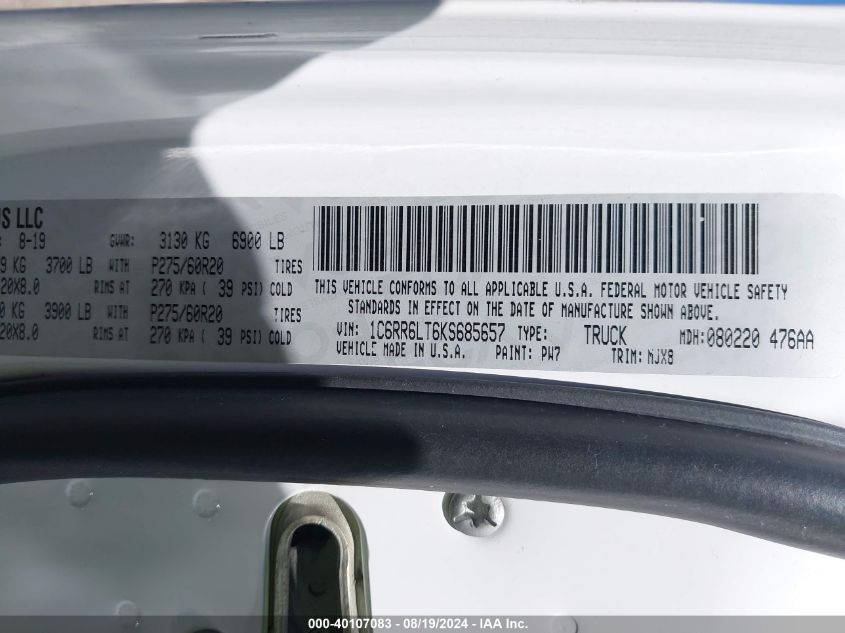 US LLC
8-19 GVWR: 3130 KG 6900 LB
9 KG 3700 LB WITH P275/60R20 TIRES
20X8.0 RIMS AT 270 KPA ( 39 PSI) COLD
0 KG 3900 LB WITH P275/60R20 TIRES
20X8.0 RIMS AT 270 KPA ( 39 PSI) COLD
THIS VEHICLE CONFORMS TO ALL APPLICABLE U.S.A. FEDERAL MOTOR VEHICLE SAFETY
STANDARDS IN EFFECT ON THE DATE OF MANUFACTURE SHOWN ABOVE.
VIN: 1C6RR6LT6KS685657 TYPE: TRUCK MDH:080220 476AA
VEHICLE MADE IN U.S.A. PAINT: PW7 TRIM: NJX8
000-40107083 - 08/19/2024 - IAA Inc.